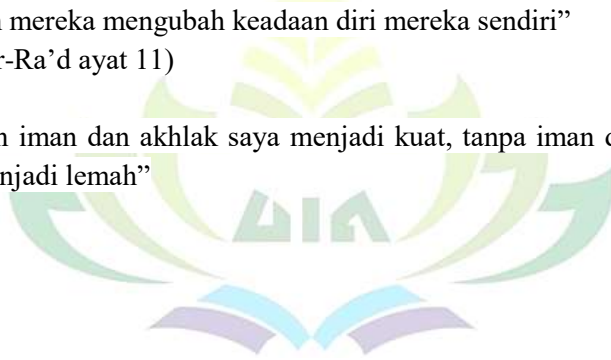 mereka mengubah keadaan diri mereka sendiri”
r-Ra’d ayat 11)
iman dan akhlak saya menjadi kuat, tanpa iman
njadi lemah”
UIN